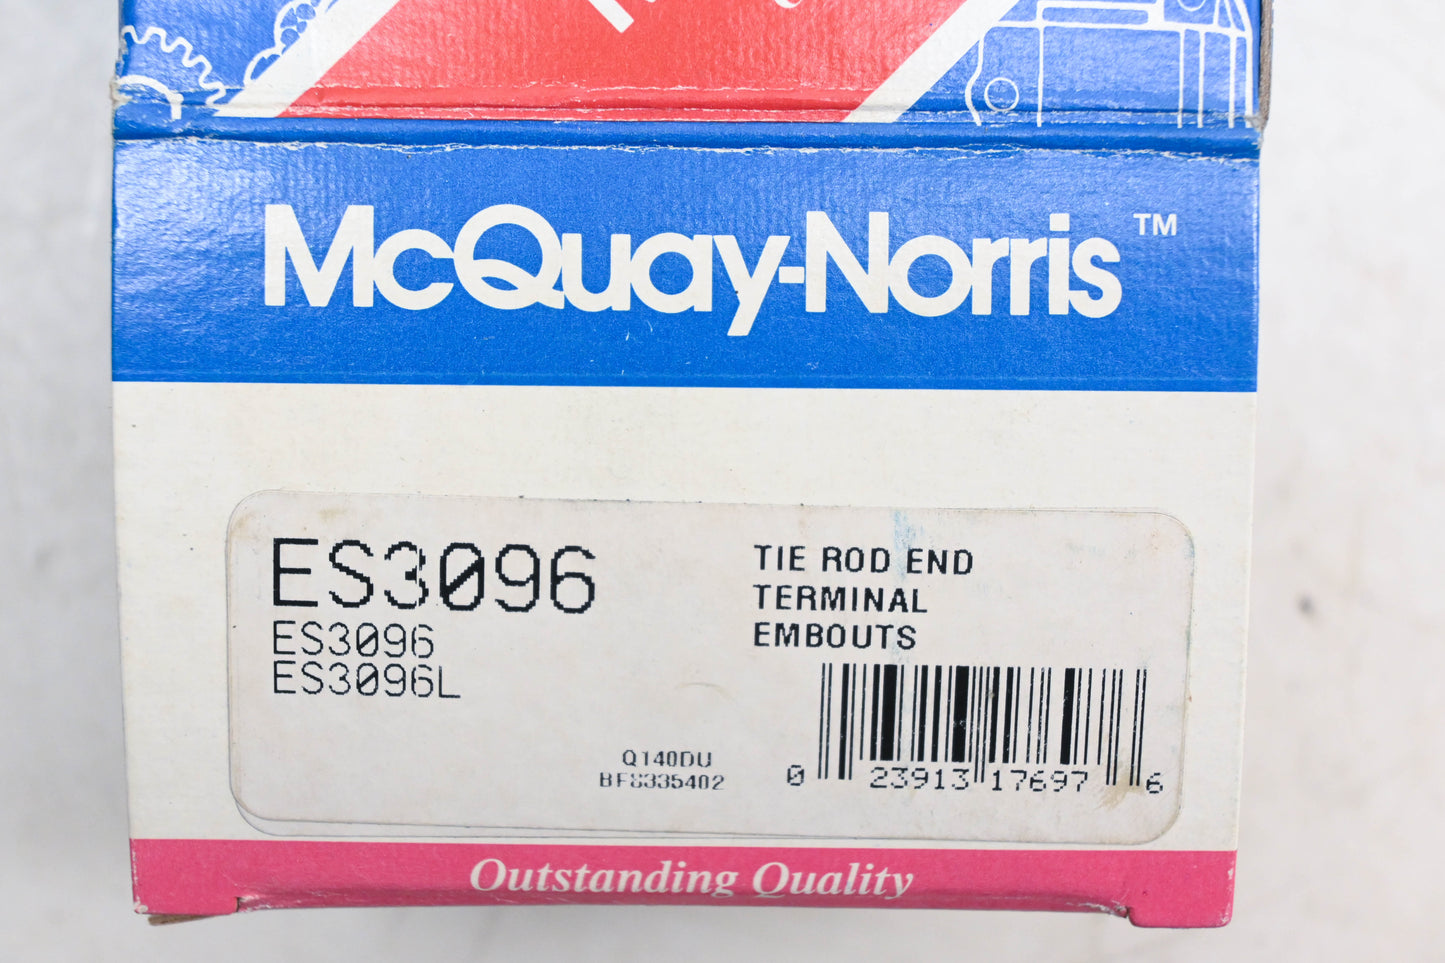 McQuay-Norris™
ES3096
ES3096
ES3096L
TIE ROD END
TERMINAL
EMBOUTS
Q140DU
BF8335402
0 23913 17697 6
Outstanding Quality